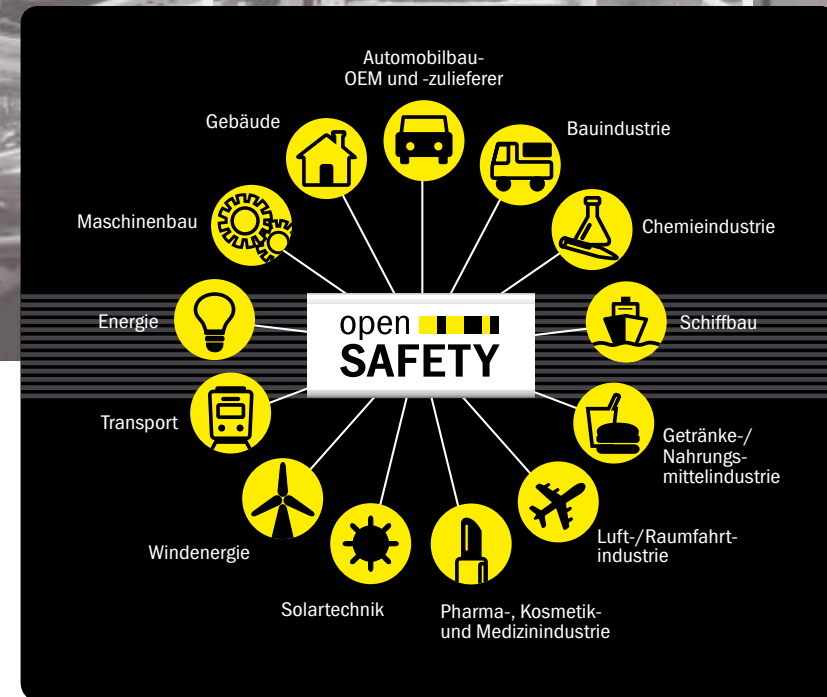 Automobilbau-
OEM und -zulieferer
Gebäude
Bauindustrie
Maschinenbau
Chemieindustrie
Energie
open
SAFETY
Schiffbau
Transport
Getränke-/
Nahrungs-
mittelindustrie
Windenergie
Luft-/Raumfahrt-
industrie
Solartechnik
Pharma-, Kosmetik-
und Medizinindustrie